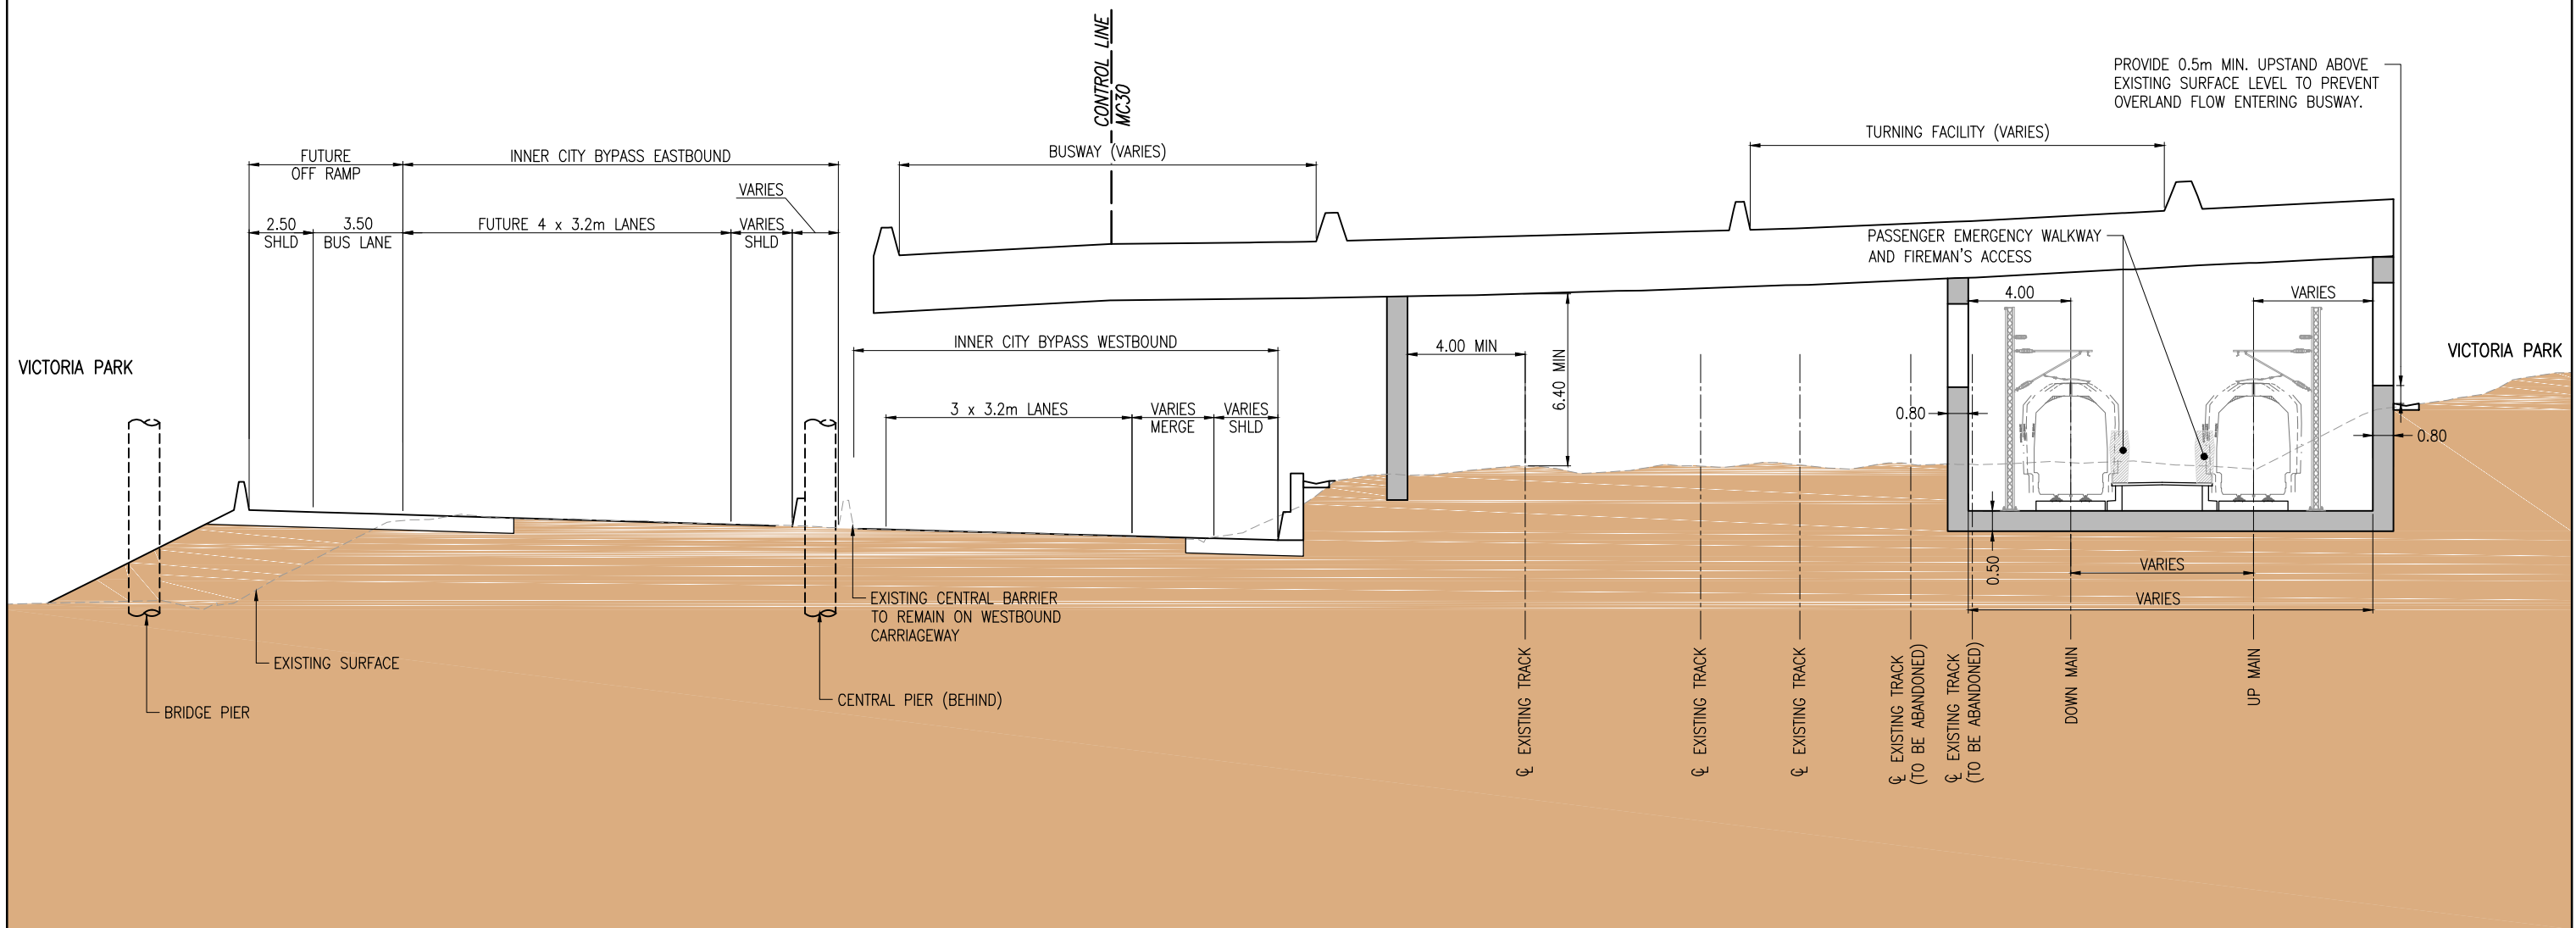 CONTROL LINE
MC30
PROVIDE 0.5m MIN. UPSTAND ABOVE
EXISTING SURFACE LEVEL TO PREVENT
OVERLAND FLOW ENTERING BUSWAY.
TURNING FACILITY (VARIES)
BUSWAY (VARIES)
FUTURE
OFF RAMP
INNER CITY BYPASS EASTBOUND
VARIES
2.50
SHLD
3.50
BUS LANE
FUTURE 4 x 3.2m LANES
VARIES
SHLD
PASSENGER EMERGENCY WALKWAY
AND FIREMAN'S ACCESS
4.00
VARIES
INNER CITY BYPASS WESTBOUND
4.00 MIN
6.40 MIN
VICTORIA PARK
VICTORIA PARK
3 x 3.2m LANES
VARIES
MERGE
VARIES
SHLD
0.80
0.80
0.50
VARIES
VARIES
EXISTING CENTRAL BARRIER
TO REMAIN ON WESTBOUND
CARRIAGEWAY
EXISTING SURFACE
CENTRAL PIER (BEHIND)
BRIDGE PIER
℄ EXISTING TRACK
℄ EXISTING TRACK
℄ EXISTING TRACK
℄ EXISTING TRACK
(TO BE ABANDONED)
℄ EXISTING TRACK
(TO BE ABANDONED)
DOWN MAIN
UP MAIN